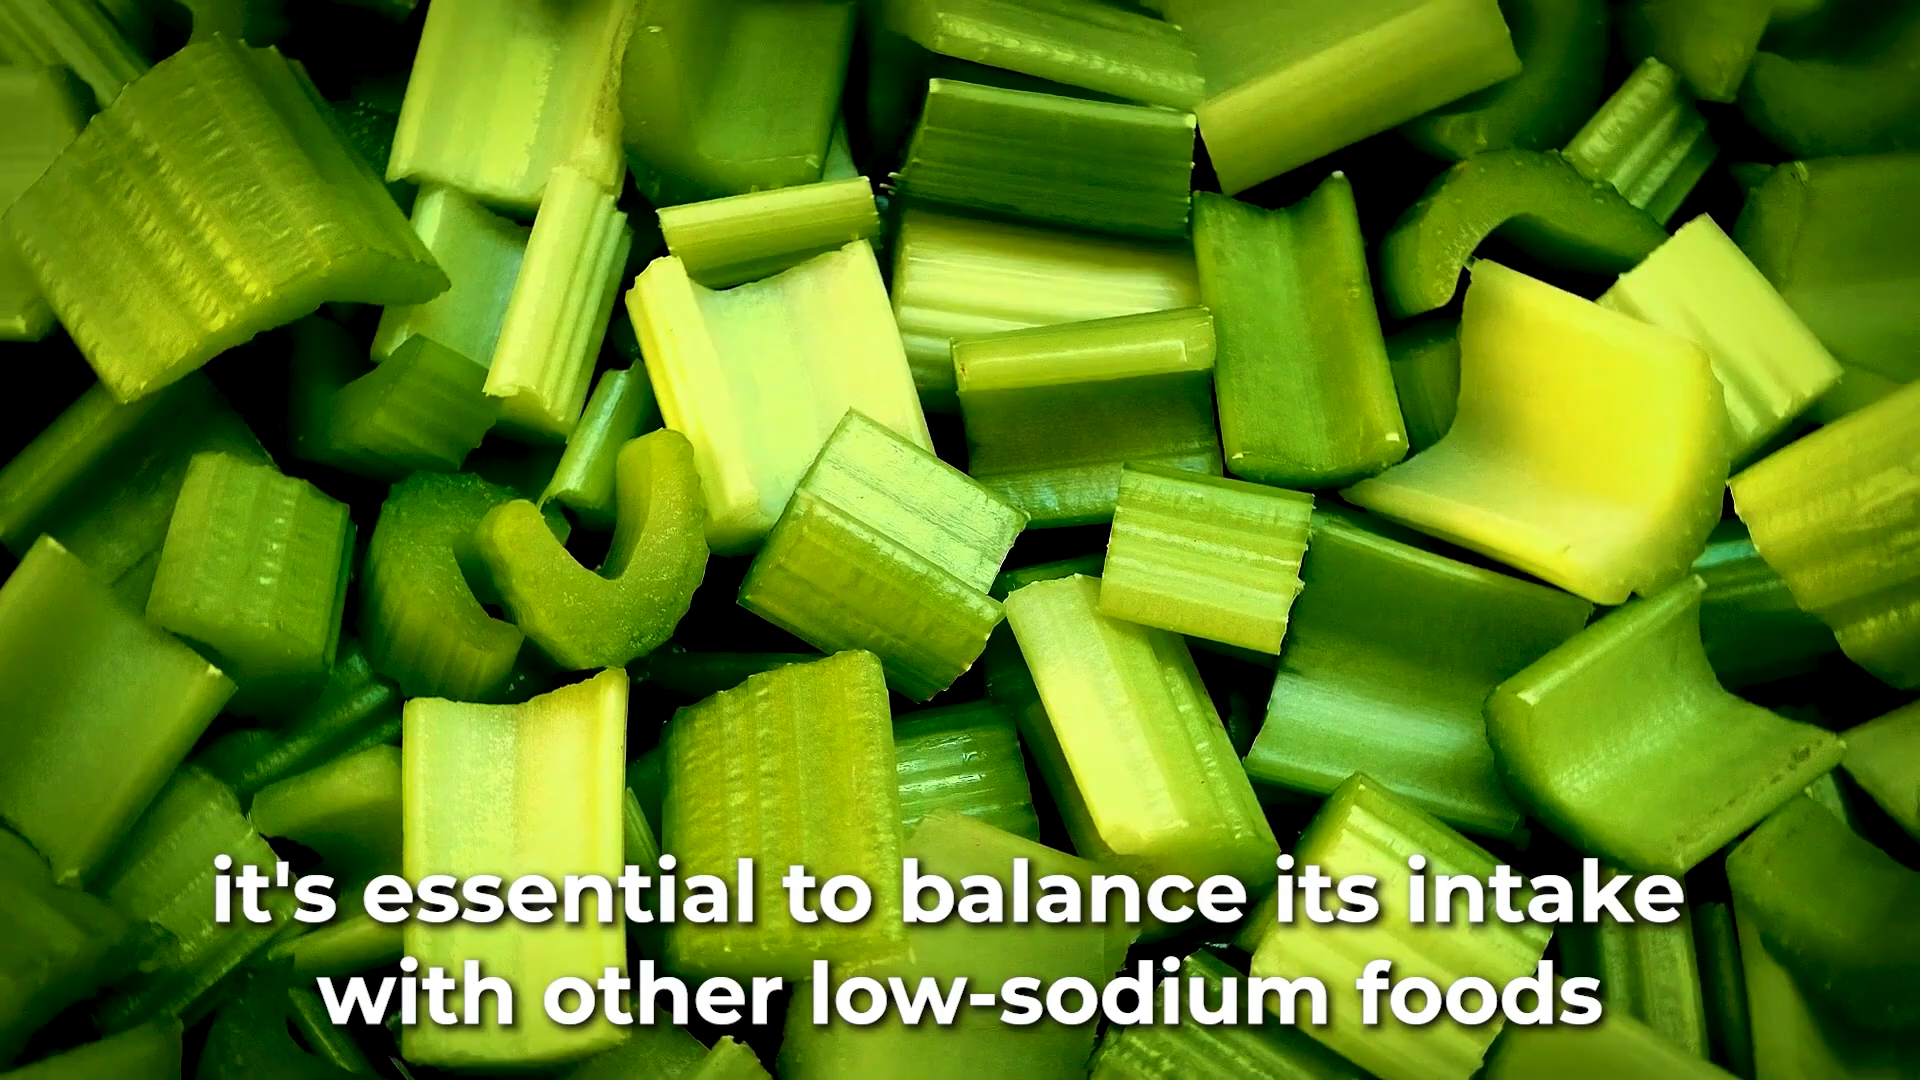 it's essential to balance its intake
with other low-sodium foods